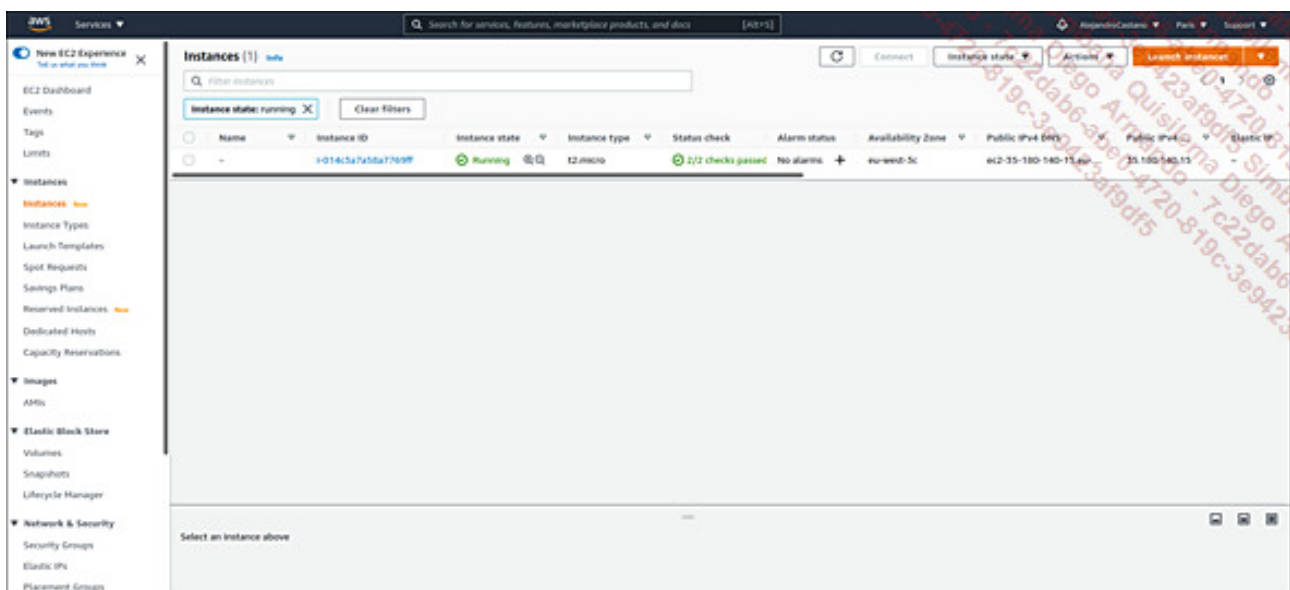 aws Services ▼ Search for services, features, marketplace products, and docs [Alt+S] AlejandroCastano ▼ Paris ▼ Support ▼
New EC2 Experience
Tell us what you think
EC2 Dashboard
Events
Tags
Limits
Instances
Instances New
Instance Types
Launch Templates
Spot Requests
Savings Plans
Reserved Instances New
Dedicated Hosts
Capacity Reservations
Images
AMIs
Elastic Block Store
Volumes
Snapshots
Lifecycle Manager
Network & Security
Security Groups
Elastic IPs
Placement Groups
Instances (1) Info
Connect Instance state ▼ Actions ▼ Launch instances ▼
Filter instances
1
Instance state: running X Clear filters
Name Instance ID Instance state Instance type Status check Alarm status Availability Zone Public IPv4 DNS Public IPv4 ... Elastic IP
- Running t2.micro 2/2 checks passed No alarms + eu-west-3c -
Select an instance above